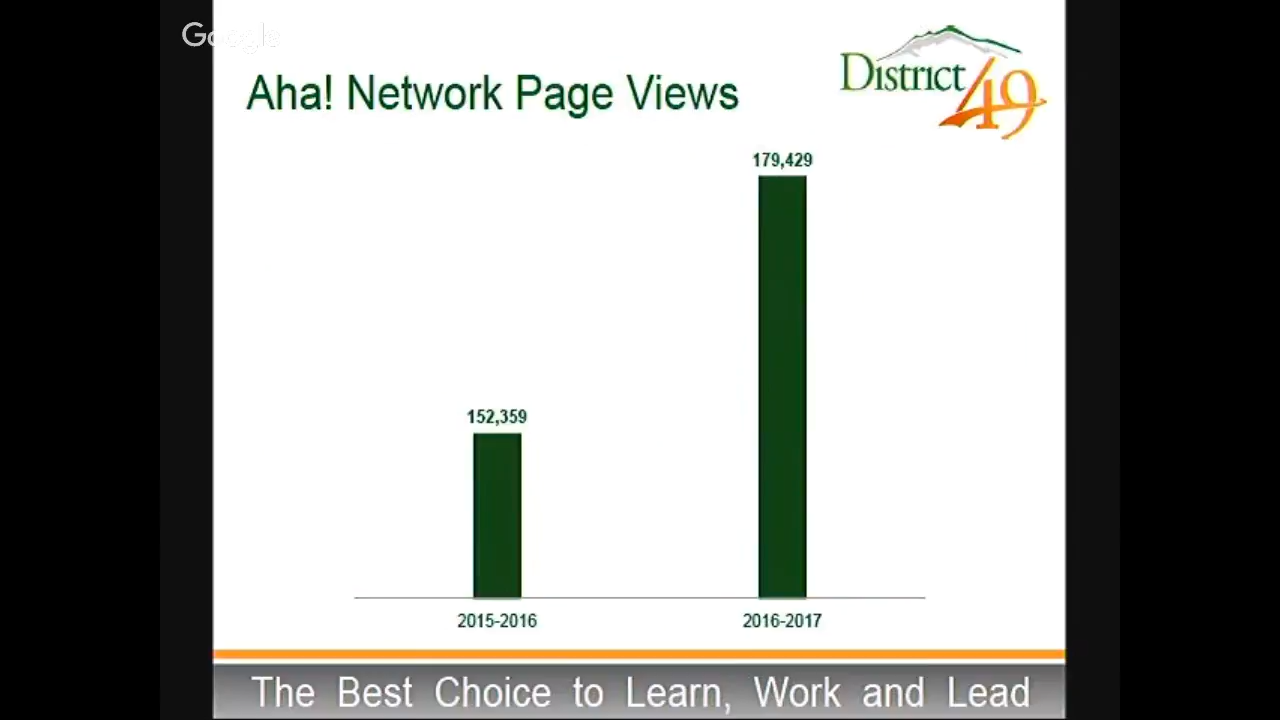 Google
Aha! Network Page Views
District
49
179,429
152,359
2015-2016 2016-2017
The Best Choice to Learn, Work and Lead